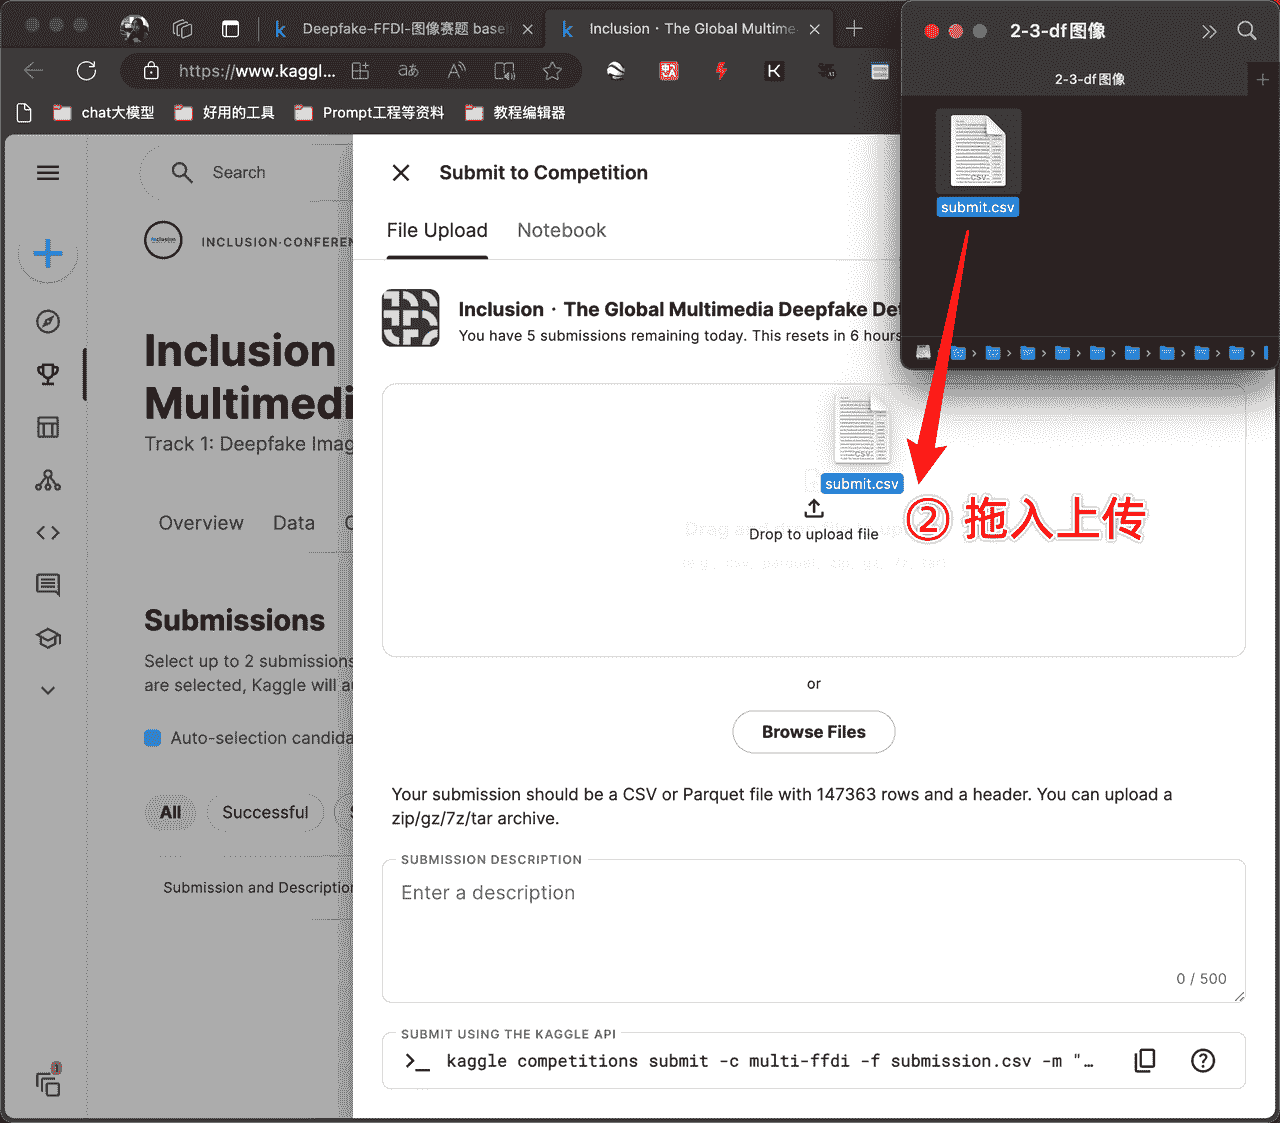 Deepfake-FFDI-图像赛题 basel
Inclusion · The Global Multime
2-3-df图像
https://www.kaggl...
2-3-df图像
chat大模型
好用的工具
Prompt工程等资料
教程编辑器
CSV
submit.csv
Search
Submit to Competition
File Upload
Notebook
INCLUSION·CONFEREN
Inclusion · The Global Multimedia Deepfake Det
You have 5 submissions remaining today. This resets in 6 hours
Inclusion
Multimedi
Track 1: Deepfake Imag
CSV
submit.csv
Drop to upload file
② 拖入上传
Overview
Data
Submissions
Select up to 2 submissions
are selected, Kaggle will au
or
Browse Files
Auto-selection candida
Your submission should be a CSV or Parquet file with 147363 rows and a header. You can upload a
zip/gz/7z/tar archive.
All
Successful
Submission and Description
SUBMISSION DESCRIPTION
Enter a description
0 / 500
SUBMIT USING THE KAGGLE API
>_ kaggle competitions submit -c multi-ffdi -f submission.csv -m "…